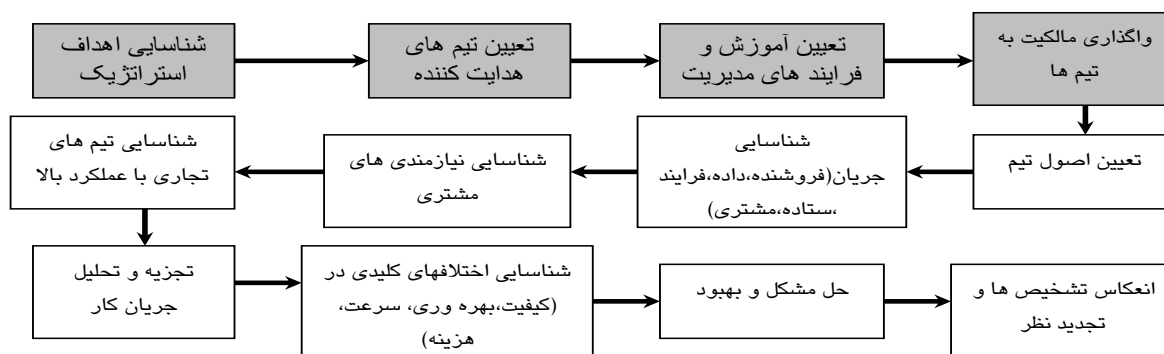 شناسایی اهداف
استراتژیک
تعیین تیم های
هدایت کننده
تعیین آموزش و
فرایند های مدیریت
واگذاری مالکیت به
تیم ها
تعیین اصول تیم
شناسایی
جریان(فروشنده،داده،فرایند
،ستاده،مشتری)
شناسایی نیازمندی های
مشتری
شناسایی تیم های
تجاری با عملکرد بالا
تجزیه و تحلیل
جریان کار
شناسایی اختلافهای کلیدی در
(کیفیت،بهره وری، سرعت،
هزینه)
حل مشکل و بهبود
انعکاس تشخیص ها و
تجدید نظر